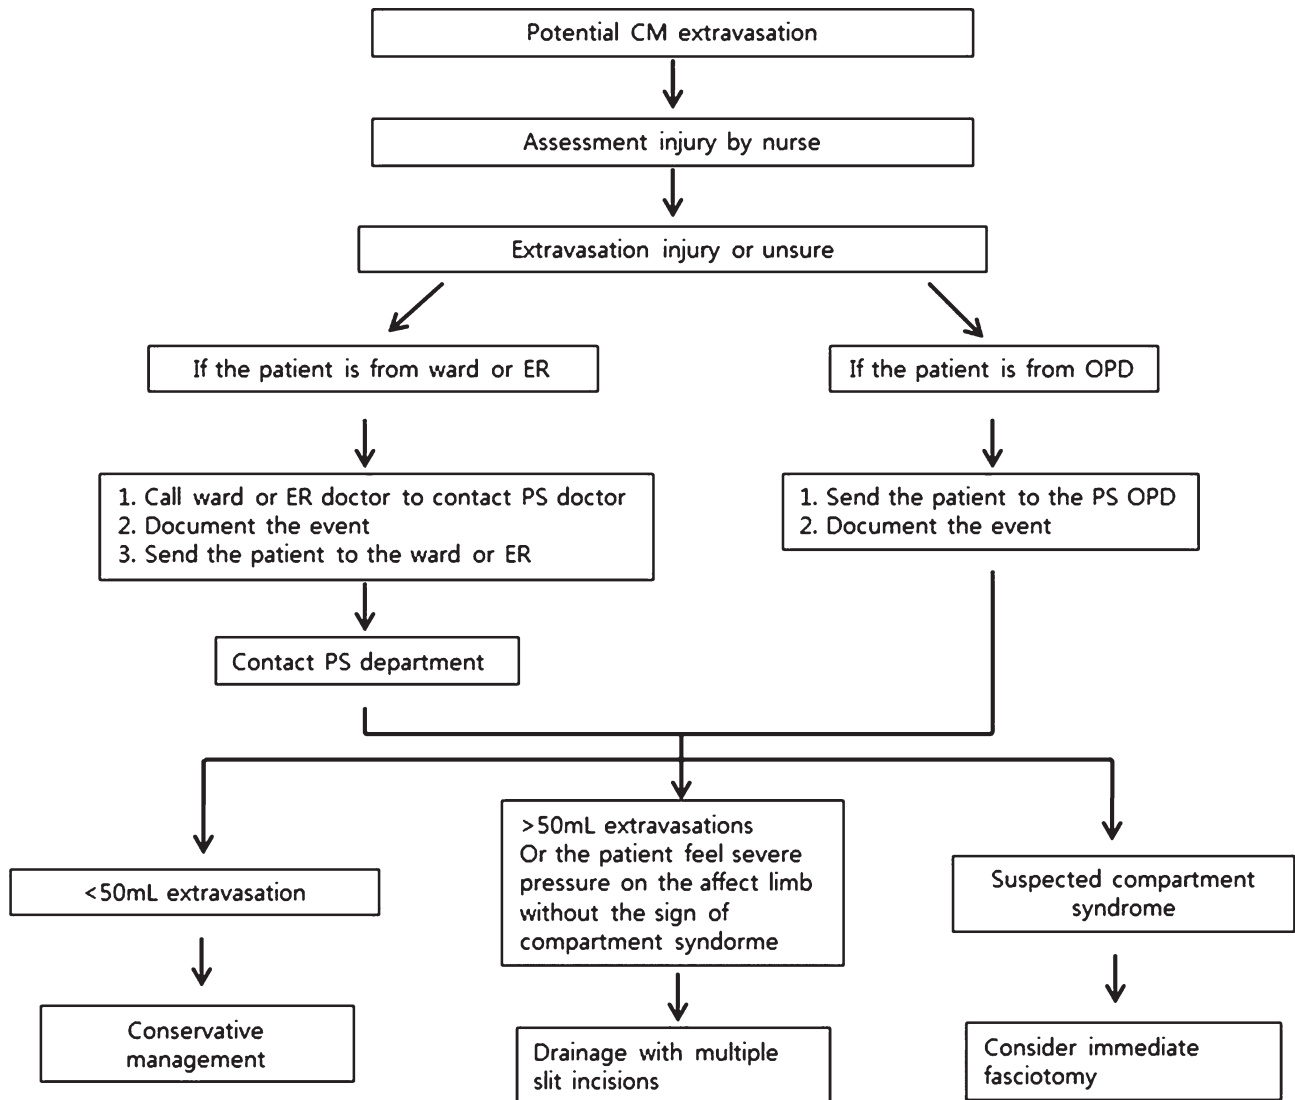 Potential CM extravasation
Assessment injury by nurse
Extravasation injury or unsure
If the patient is from ward or ER
If the patient is from OPD
1. Call ward or ER doctor to contact PS doctor
2. Document the event
3. Send the patient to the ward or ER
1. Send the patient to the PS OPD
2. Document the event
Contact PS department
<50mL extravasation
>50mL extravasations
Or the patient feel severe
pressure on the affect limb
without the sign of
compartment syndorme
Suspected compartment
syndrome
Conservative
management
Drainage with multiple
slit incisions
Consider immediate
fasciotomy